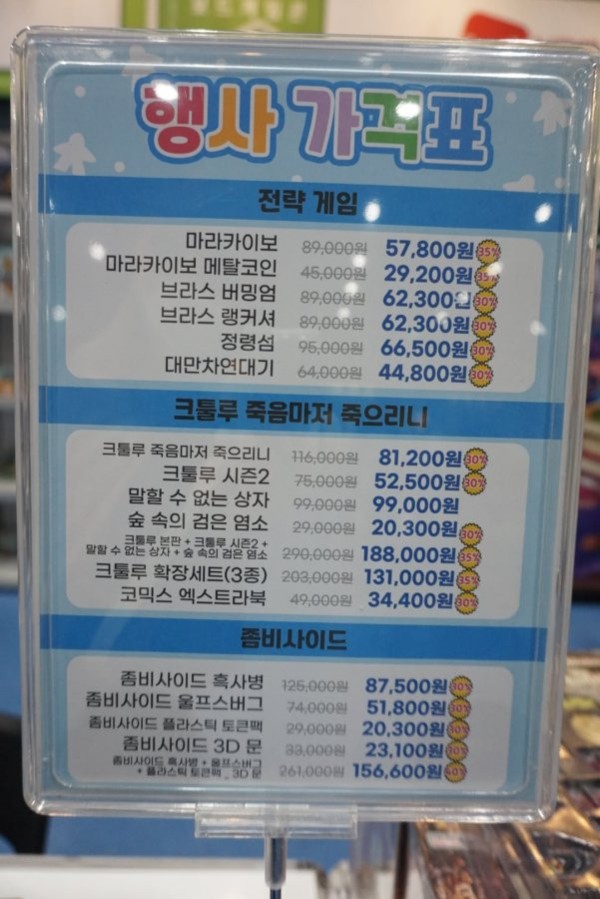 행사 가격표
전략 게임
마라카이보 89,000원 57,800원 35%
마라카이보 메탈코인 45,000원 29,200원 35%
브라스 버밍엄 89,000원 62,300원 30%
브라스 랭커셔 89,000원 62,300원 30%
정령섬 95,000원 66,500원 30%
대만차연대기 64,000원 44,800원 30%
크툴루 죽음마저 죽으리니
크툴루 죽음마저 죽으리니 116,000원 81,200원 30%
크툴루 시즌2 75,000원 52,500원 30%
말할 수 없는 상자 99,000원 99,000원
숲 속의 검은 염소 29,000원 20,300원 30%
크툴루 본판 + 크툴루 시즌2 +
말할 수 없는 상자 + 숲 속의 검은 염소 290,000원 188,000원 35%
크툴루 확장세트(3종) 203,000원 131,000원 35%
코믹스 엑스트라북 49,000원 34,400원 30%
좀비사이드
좀비사이드 흑사병 125,000원 87,500원 30%
좀비사이드 울프스버그 74,000원 51,800원 30%
좀비사이드 플라스틱 토큰팩 29,000원 20,300원 30%
좀비사이드 3D 문 33,000원 23,100원 30%
좀비사이드 흑사병 + 울프스버그
+ 플라스틱 토큰팩 _ 3D 문 261,000원 156,600원 40%